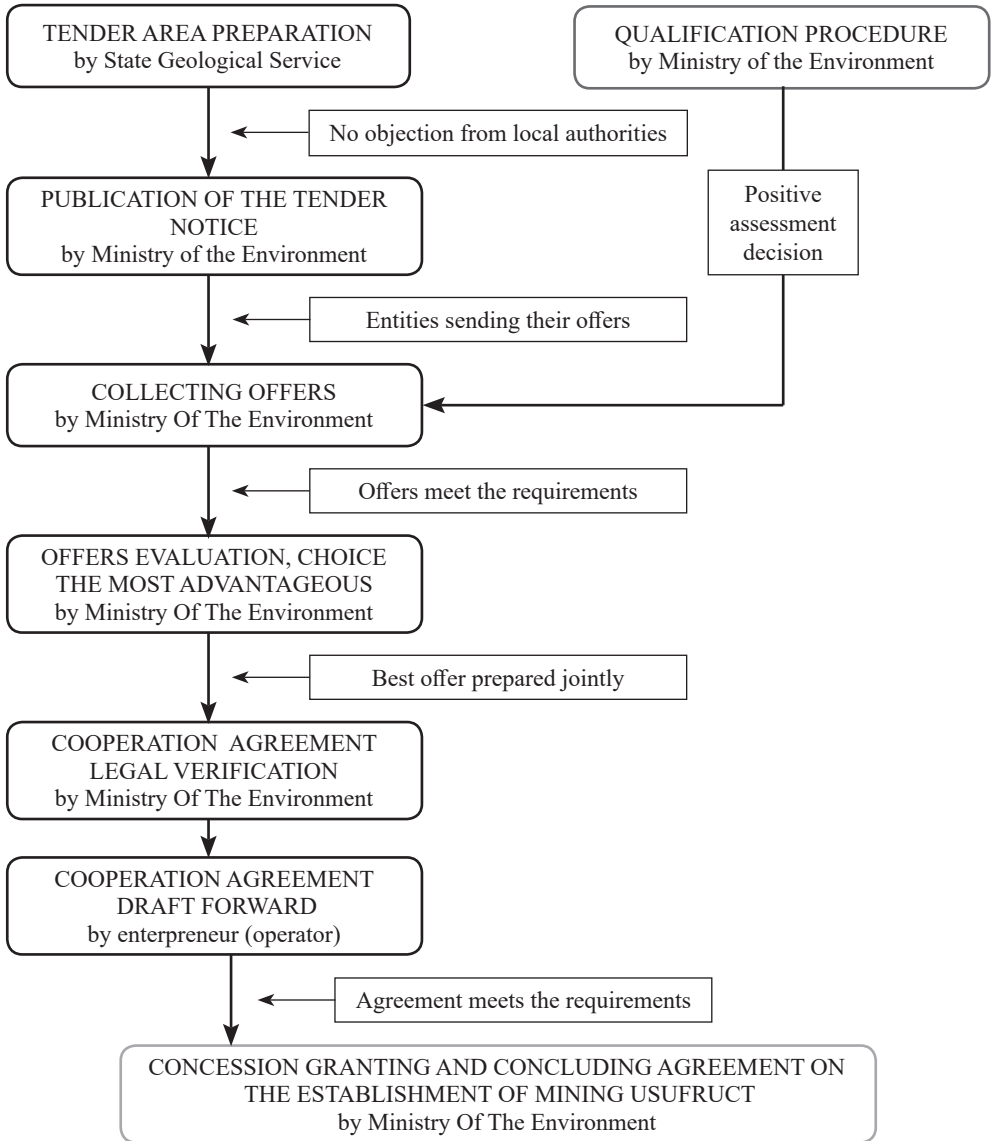 TENDER AREA PREPARATION
by State Geological Service
QUALIFICATION PROCEDURE
by Ministry of the Environment
No objection from local authorities
PUBLICATION OF THE TENDER
NOTICE
by Ministry of the Environment
Positive
assessment
decision
Entities sending their offers
COLLECTING OFFERS
by Ministry Of The Environment
Offers meet the requirements
OFFERS EVALUATION, CHOICE
THE MOST ADVANTAGEOUS
by Ministry Of The Environment
Best offer prepared jointly
COOPERATION AGREEMENT
LEGAL VERIFICATION
by Ministry Of The Environment
COOPERATION AGREEMENT
DRAFT FORWARD
by enterpreneur (operator)
Agreement meets the requirements
CONCESSION GRANTING AND CONCLUDING AGREEMENT ON
THE ESTABLISHMENT OF MINING USUFRUCT
by Ministry Of The Environment